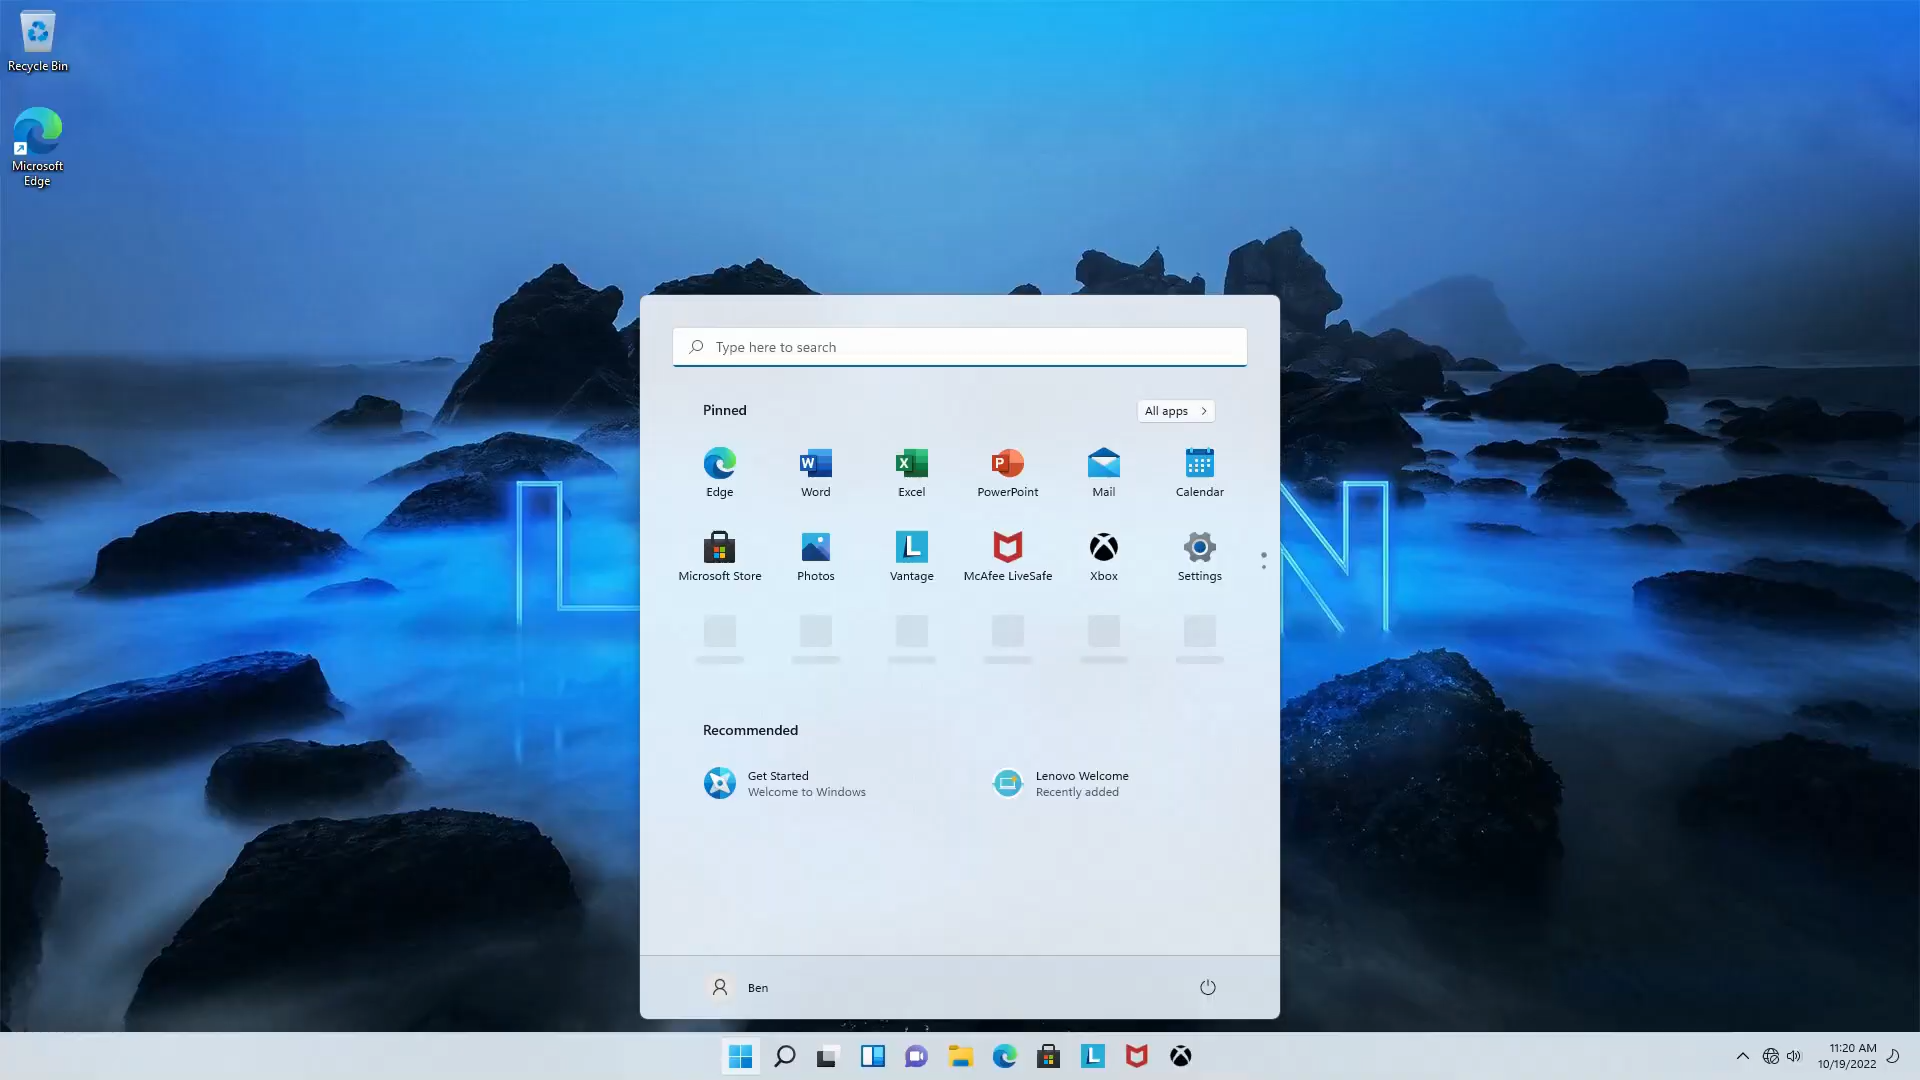 Recycle Bin
Microsoft
Edge
Type here to search
Pinned
All apps
Edge
Word
Excel
PowerPoint
Mail
Calendar
Microsoft Store
Photos
Vantage
McAfee LiveSafe
Xbox
Settings
Recommended
Get Started
Welcome to Windows
Lenovo Welcome
Recently added
Ben
11:20 AM
10/19/2022